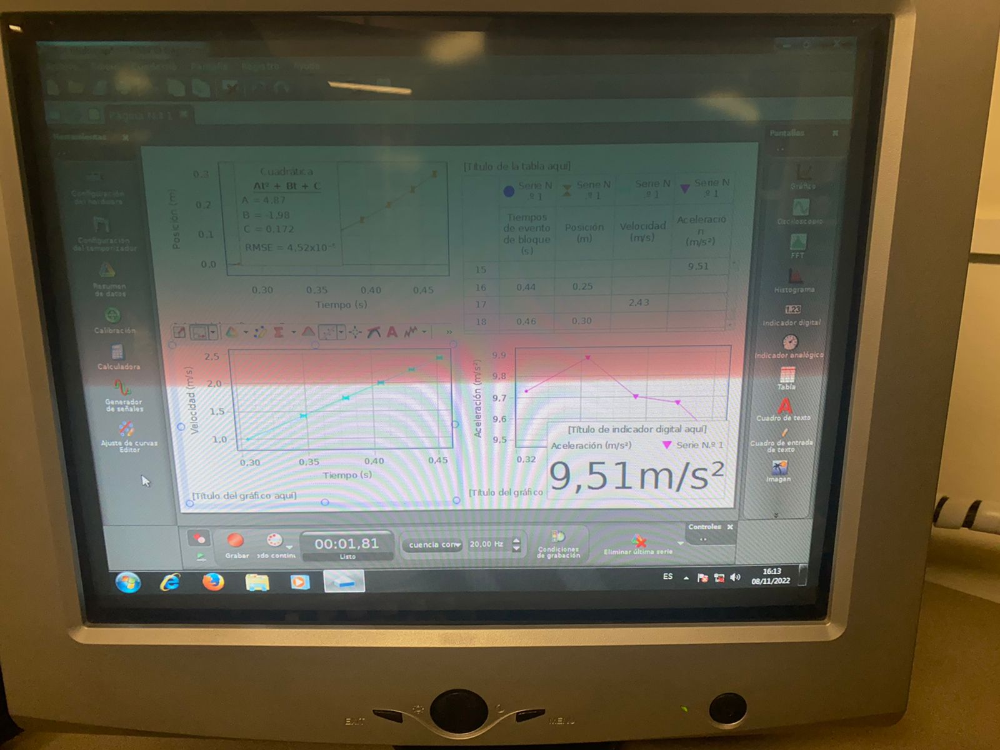 Página N.º 1
Herramientas
Pantallas
Configuración
del hardware
Configuración
del temporizador
Resumen
de datos
Calibración
Calculadora
Generador
de señales
Ajuste de curvas
Editor
Posición (m)
0.3
0.2
0.1
0.0
Cuadrática
At² + Bt + C
A = 4.87
B = -1,98
C = 0.172
RMSE = 4,52x10⁻⁵
0.30
0.35
0,40
0,45
Tiempo (s)
[Título de la tabla aquí]
Serie N
.º 1
Serie N
.º 1
Serie N
.º 1
Serie N
.º 1
Tiempos
de evento
de bloque
(s)
Posición
(m)
Velocidad
(m/s)
Aceleració
n
(m/s²)
15 9,51
16 0,44 0,25
17 2,43
18 0,46 0,30
Velocidad (m/s)
2,5
2,0
1,5
1,0
0,30
0,35
0,40
0,45
Tiempo (s)
[Título del gráfico aquí]
Aceleración (m/s²)
9,9
9,8
9,7
9,6
9,5
0,32
[Título del gráfico
[Título de indicador digital aquí]
Aceleración (m/s²) Serie N.º 1
9,51m/s²
Gráfico
Osciloscopio
FFT
Histograma
1.23
Indicador digital
Indicador analógico
Tabla
A
Cuadro de texto
Cuadro de entrada
de texto
Imagen
Grabar
odo continu
00:01,81
Listo
cuencia com
20,00 Hz
Condiciones
de grabación
Eliminar última serie
Controles
ES
16:13
08/11/2022
EXIT
MENU